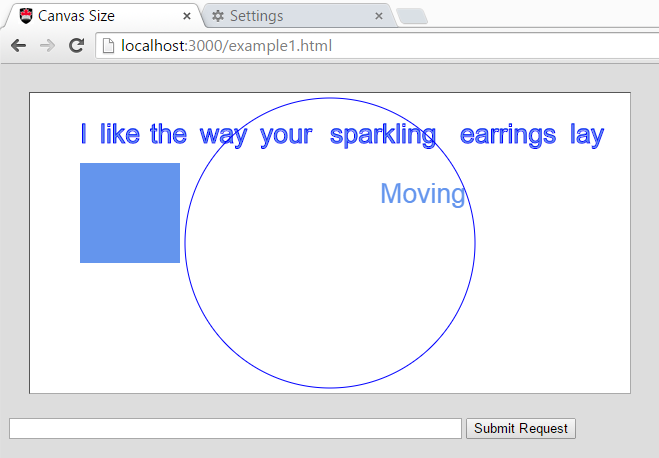 Canvas Size
Settings
localhost:3000/example1.html
I like the way your sparkling earrings lay
Moving
Submit Request